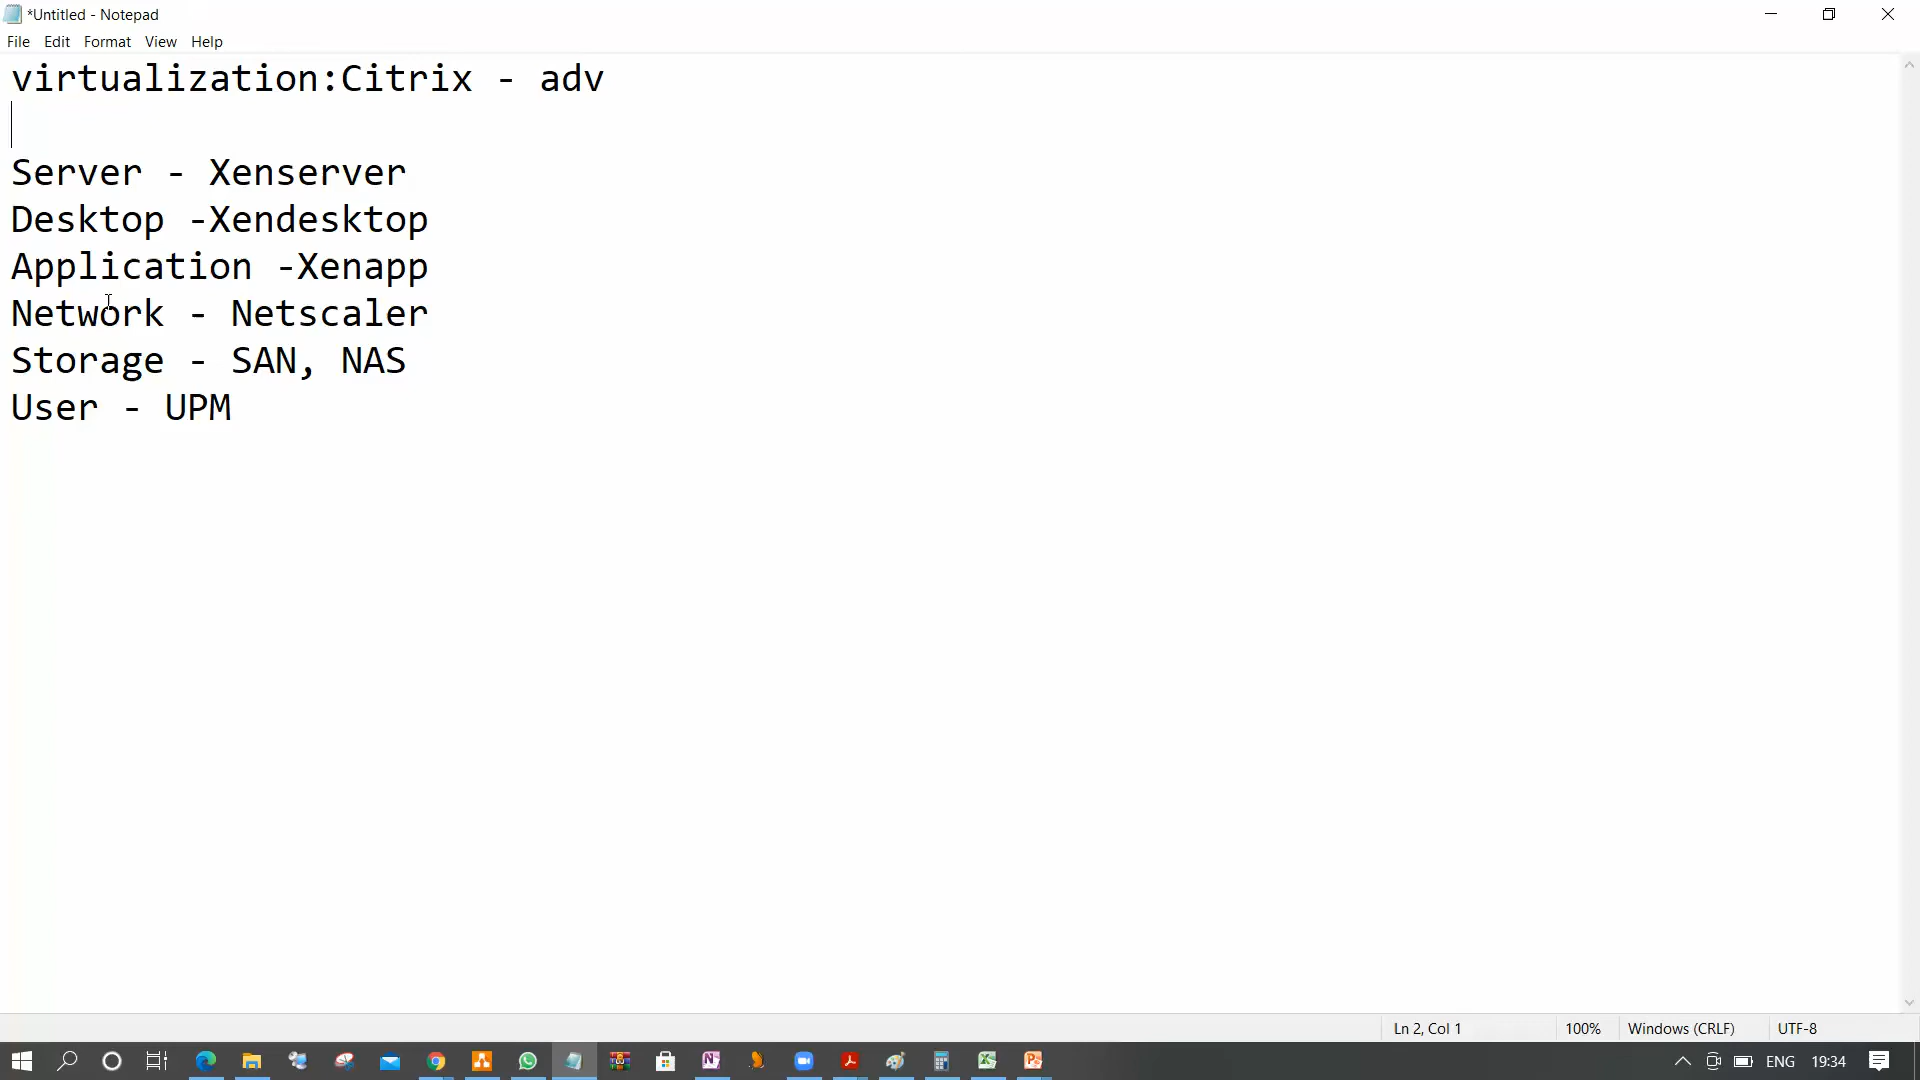 *Untitled - Notepad
File Edit Format View Help
virtualization:Citrix - adv
Server - Xenserver
Desktop -Xendesktop
Application -Xenapp
Network - Netscaler
Storage - SAN, NAS
User - UPM
Ln 2, Col 1 100% Windows (CRLF) UTF-8
ENG 19:34